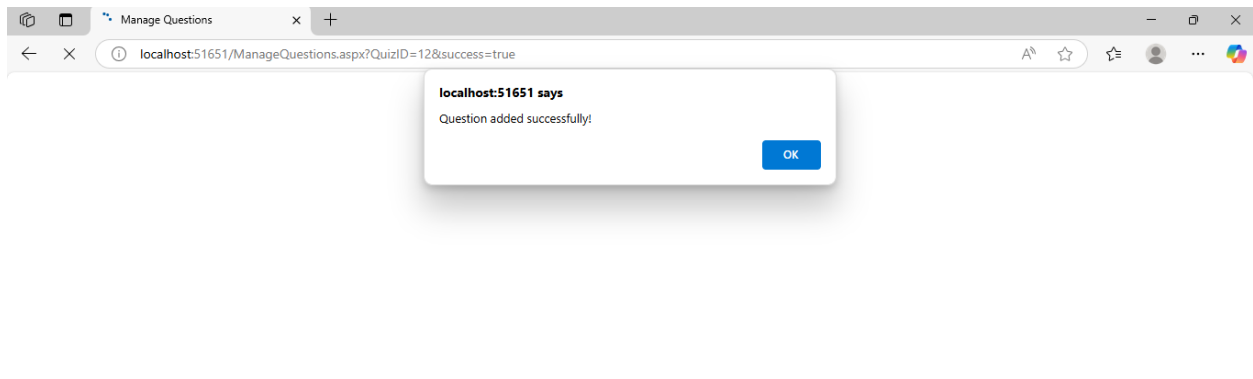 Manage Questions
localhost:51651/ManageQuestions.aspx?QuizID=12&success=true
localhost:51651 says
Question added successfully!
OK